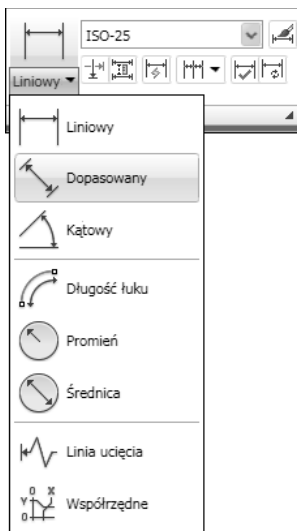 ISO-25
Liniowy
Liniowy
Dopasowany
Kątowy
Długość łuku
Promień
Średnica
Linia ucięcia
Współrzędne